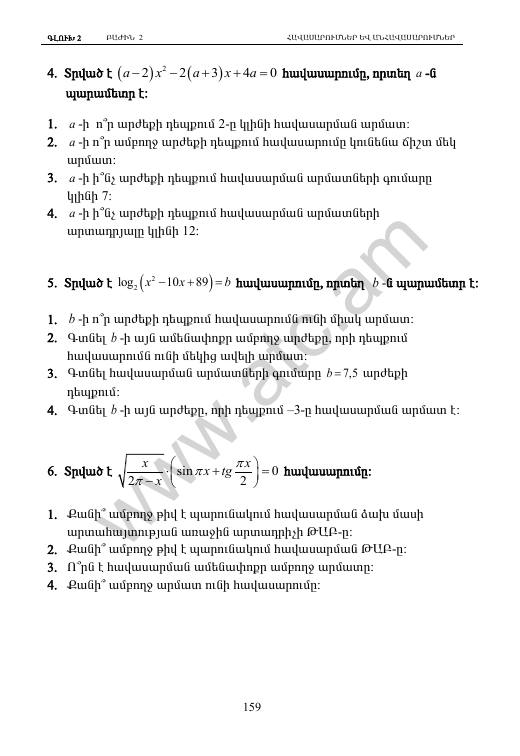 ԳԼՈՒԽ 2 ԲԱԺԻՆ 2 ՀԱՎԱՍԱՐՈՒՄՆԵՐ ԵՎ ԱՆՀԱՎԱՍԱՐՈՒՄՆԵՐ
4. Տրված է (a−2)x²−2(a+3)x+4a=0 հավասարումը, որտեղ a -ն
պարամետր է:
1. a -ի ո՞ր արժեքի դեպքում 2-ը կլինի հավասարման արմատ:
2. a -ի ո՞ր ամբողջ արժեքի դեպքում հավասարումը կունենա ճիշտ մեկ
արմատ:
3. a -ի ի՞նչ արժեքի դեպքում հավասարման արմատների գումարը
կլինի 7:
4. a -ի ի՞նչ արժեքի դեպքում հավասարման արմատների
արտադրյալը կլինի 12:
5. Տրված է log₂(x²−10x+89)=b հավասարումը, որտեղ b -ն պարամետր է:
1. b -ի ո՞ր արժեքի դեպքում հավասարումն ունի միակ արմատ:
2. Գտնել b -ի այն ամենափոքր ամբողջ արժեքը, որի դեպքում
հավասարումն ունի մեկից ավելի արմատ:
3. Գտնել հավասարման արմատների գումարը b=7,5 արժեքի
դեպքում:
4. Գտնել b -ի այն արժեքը, որի դեպքում –3-ը հավասարման արմատ է:
6. Տրված է √(x/(2π−x))·(sin πx+tg πx/2)=0 հավասարումը:
1. Քանի՞ ամբողջ թիվ է պարունակում հավասարման ձախ մասի
արտահայտության առաջին արտադրիչի ԹԱԲ-ը:
2. Քանի՞ ամբողջ թիվ է պարունակում հավասարման ԹԱԲ-ը:
3. Ո՞րն է հավասարման ամենափոքր ամբողջ արմատը:
4. Քանի՞ ամբողջ արմատ ունի հավասարումը:
www.atc.am
159